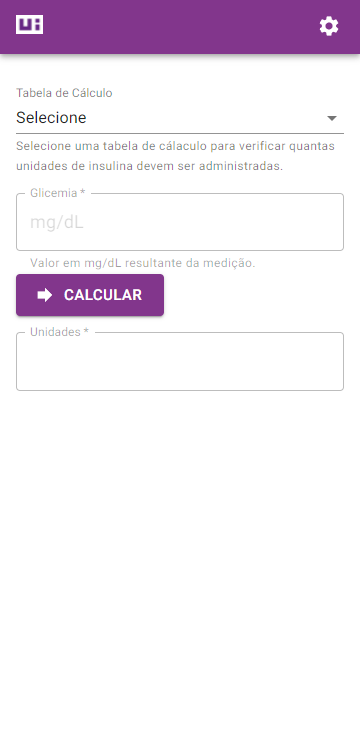 ui
Tabela de Cálculo
Selecione
Selecione uma tabela de cálaculo para verificar quantas
unidades de insulina devem ser administradas.
Glicemia *
mg/dL
Valor em mg/dL resultante da medição.
CALCULAR
Unidades *